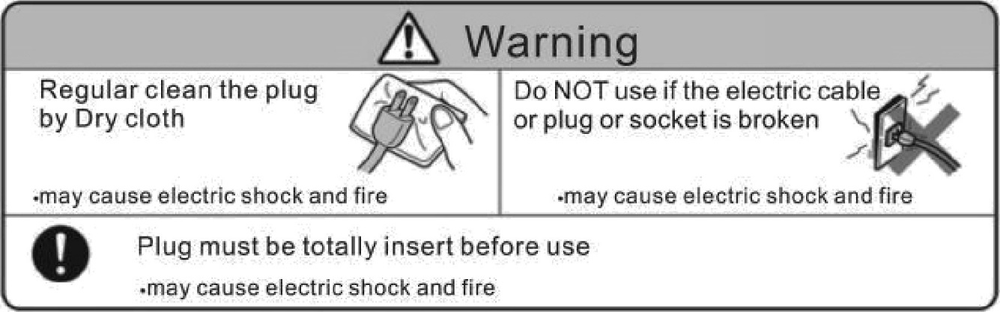 Warning
Regular clean the plug
by Dry cloth
•may cause electric shock and fire
Do NOT use if the electric cable
or plug or socket is broken
•may cause electric shock and fire
Plug must be totally insert before use
•may cause electric shock and fire